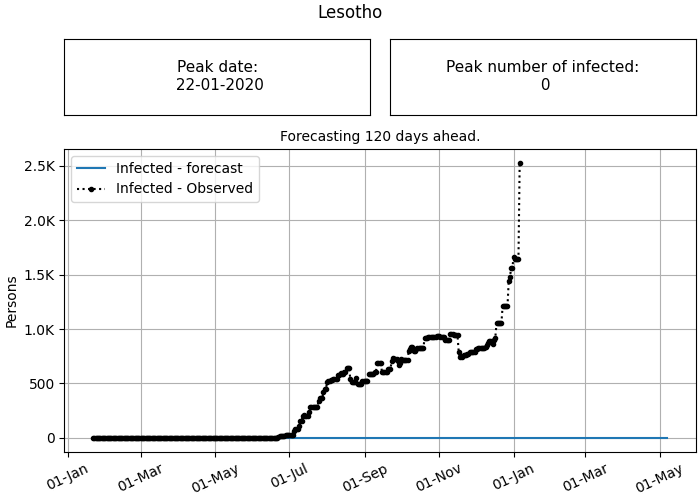 Lesotho
Peak date:
22-01-2020
Peak number of infected:
0
Forecasting 120 days ahead.
Infected - forecast
Infected - Observed
Persons
2.5K
2.0K
1.5K
1.0K
500
0
01-Jan
01-Mar
01-May
01-Jul
01-Sep
01-Nov
01-Jan
01-Mar
01-May